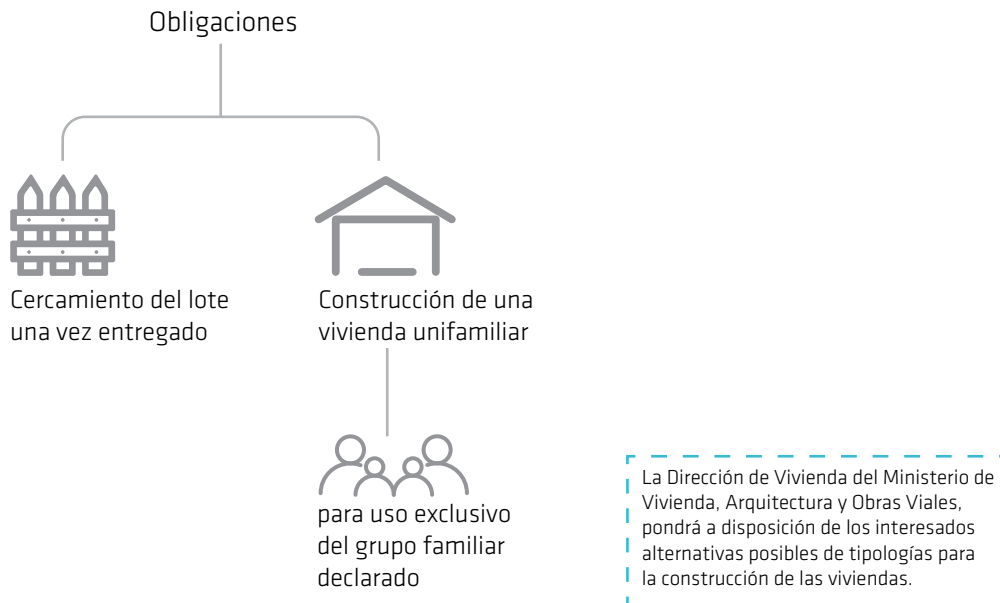 Obligaciones
Cercamiento del lote
una vez entregado
Construcción de una
vivienda unifamiliar
para uso exclusivo
del grupo familiar
declarado
La Dirección de Vivienda del Ministerio de
Vivienda, Arquitectura y Obras Viales,
pondrá a disposición de los interesados
alternativas posibles de tipologías para
la construcción de las viviendas.